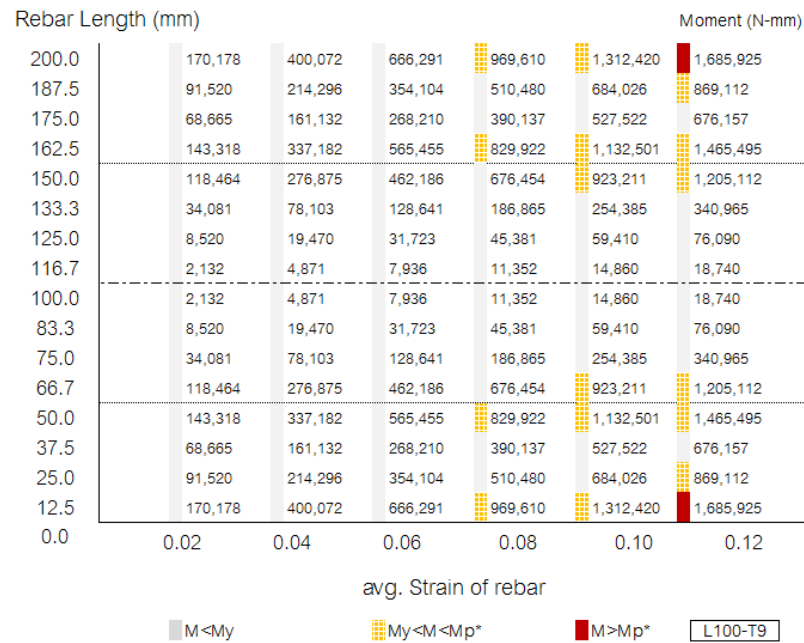 Rebar Length (mm) Moment (N-mm)
200.0 170,178 400,072 666,291 969,610 1,312,420 1,685,925
187.5 91,520 214,296 354,104 510,480 684,026 869,112
175.0 68,665 161,132 268,210 390,137 527,522 676,157
162.5 143,318 337,182 565,455 829,922 1,132,501 1,465,495
150.0 118,464 276,875 462,186 676,454 923,211 1,205,112
133.3 34,081 78,103 128,641 186,865 254,385 340,965
125.0 8,520 19,470 31,723 45,381 59,410 76,090
116.7 2,132 4,871 7,936 11,352 14,860 18,740
100.0 2,132 4,871 7,936 11,352 14,860 18,740
83.3 8,520 19,470 31,723 45,381 59,410 76,090
75.0 34,081 78,103 128,641 186,865 254,385 340,965
66.7 118,464 276,875 462,186 676,454 923,211 1,205,112
50.0 143,318 337,182 565,455 829,922 1,132,501 1,465,495
37.5 68,665 161,132 268,210 390,137 527,522 676,157
25.0 91,520 214,296 354,104 510,480 684,026 869,112
12.5 170,178 400,072 666,291 969,610 1,312,420 1,685,925
0.0 0.02 0.04 0.06 0.08 0.10 0.12
avg. Strain of rebar
M<My My<M<Mp* M>Mp* L100-T9